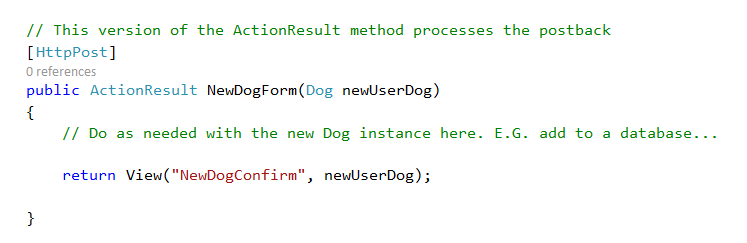 // This version of the ActionResult method processes the postback
[HttpPost]
0 references
public ActionResult NewDogForm(Dog newUserDog)
{
// Do as needed with the new Dog instance here. E.G. add to a database...
return View("NewDogConfirm", newUserDog);
}